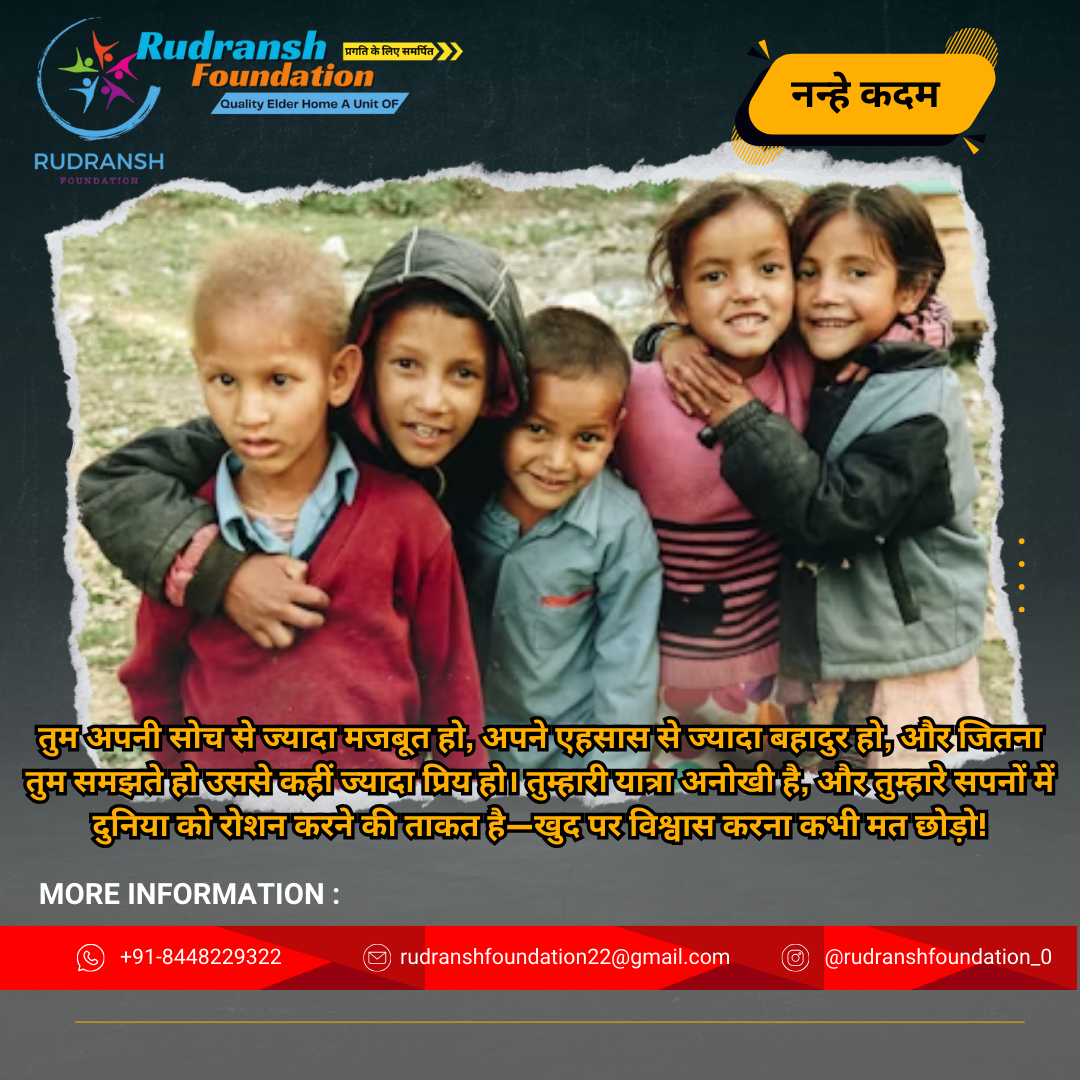 Rudransh
Foundation
प्रगति के लिए समर्पित
Quality Elder Home A Unit OF
RUDRANSH
FOUNDATION
नन्हे कदम
तुम अपनी सोच से ज्यादा मजबूत हो, अपने एहसास से ज्यादा बहादुर हो, और जितना
तुम समझते हो उससे कहीं ज्यादा प्रिय हो। तुम्हारी यात्रा अनोखी है, और तुम्हारे सपनों में
दुनिया को रोशन करने की ताकत है—खुद पर विश्वास करना कभी मत छोड़ो!
MORE INFORMATION :
+91-8448229322
rudranshfoundation22@gmail.com
@rudranshfoundation_0